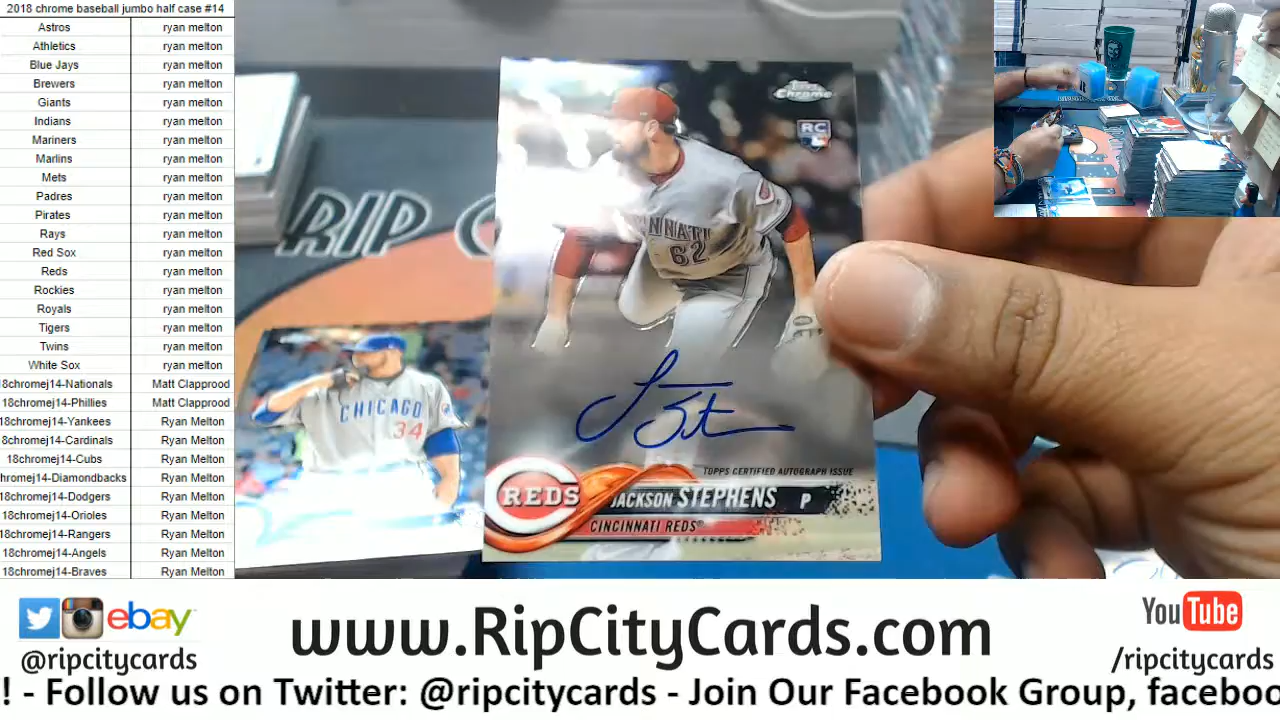 2018 chrome baseball jumbo half case #14
Astros ryan melton
Athletics ryan melton
Blue Jays ryan melton
Brewers ryan melton
Giants ryan melton
Indians ryan melton
Mariners ryan melton
Marlins ryan melton
Mets ryan melton
Padres ryan melton
Pirates ryan melton
Rays ryan melton
Red Sox ryan melton
Reds ryan melton
Rockies ryan melton
Royals ryan melton
Tigers ryan melton
Twins ryan melton
White Sox ryan melton
18chromej14-Nationals Matt Clapprood
18chromej14-Phillies Matt Clapprood
18chromej14-Yankees Ryan Melton
18chromej14-Cardinals Ryan Melton
18chromej14-Cubs Ryan Melton
hromej14-Diamondbacks Ryan Melton
18chromej14-Dodgers Ryan Melton
18chromej14-Orioles Ryan Melton
18chromej14-Rangers Ryan Melton
18chromej14-Angels Ryan Melton
18chromej14-Braves Ryan Melton
RIP C
CHICAGO
34
Topps
Chrome
RC
62
TOPPS CERTIFIED AUTOGRAPH ISSUE
REDS
JACKSON STEPHENS P
CINCINNATI REDS
ebay
@ripcitycards
www.RipCityCards.com
YouTube
/ripcitycards
! - Follow us on Twitter: @ripcitycards - Join Our Facebook Group, faceboo